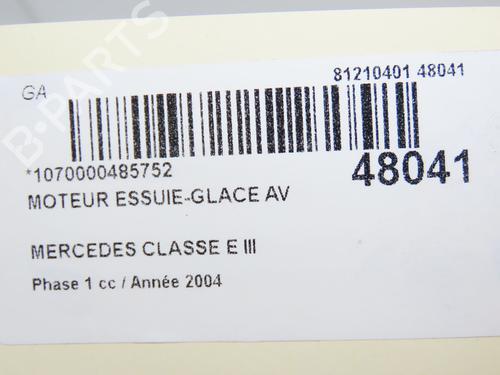 81210401 48041
GA
*1070000485752
48041
MOTEUR ESSUIE-GLACE AV
MERCEDES CLASSE E III
Phase 1 cc / Année 2004
B-PARTS